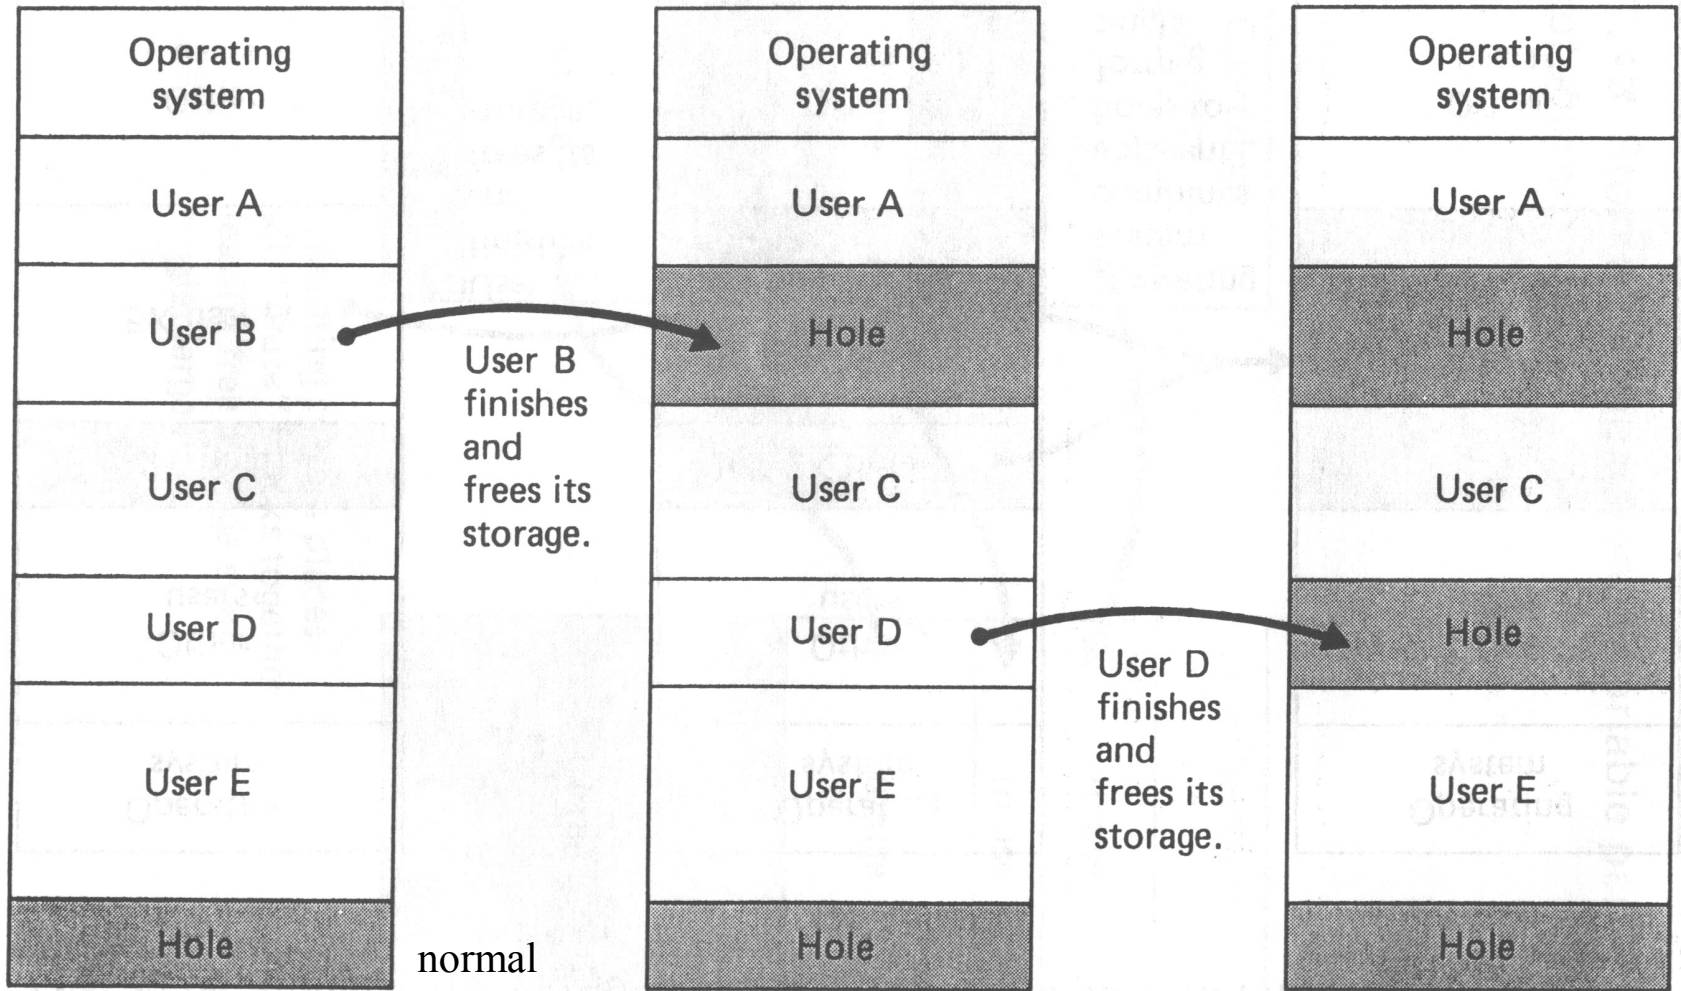 Operating
system
User A
User B
User C
User D
User E
Hole
normal
User B
finishes
and
frees its
storage.
Operating
system
User A
Hole
User C
User D
User E
Hole
User D
finishes
and
frees its
storage.
Operating
system
User A
Hole
User C
Hole
User E
Hole